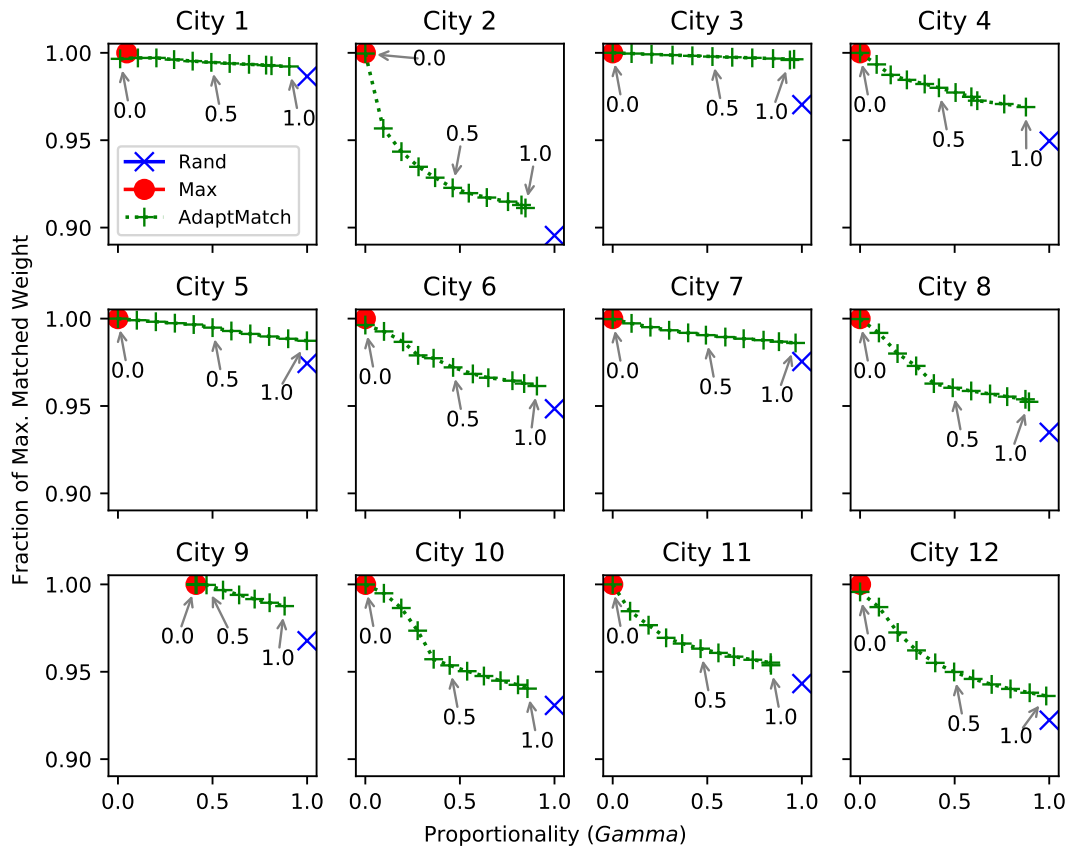 City 1
City 2
City 3
City 4
1.00
0.95
0.90
0.0
0.5
1.0
Rand
Max
AdaptMatch
0.0
0.5
1.0
0.0
0.5
1.0
0.0
0.5
1.0
City 5
City 6
City 7
City 8
1.00
0.95
0.90
0.0
0.5
1.0
0.0
0.5
1.0
0.0
0.5
1.0
0.0
0.5
1.0
City 9
City 10
City 11
City 12
1.00
0.95
0.90
0.0
0.5
1.0
0.0
0.5
1.0
0.0
0.5
1.0
0.0
0.5
1.0
0.0 0.5 1.0
0.0 0.5 1.0
0.0 0.5 1.0
0.0 0.5 1.0
Fraction of Max. Matched Weight
Proportionality (Gamma)